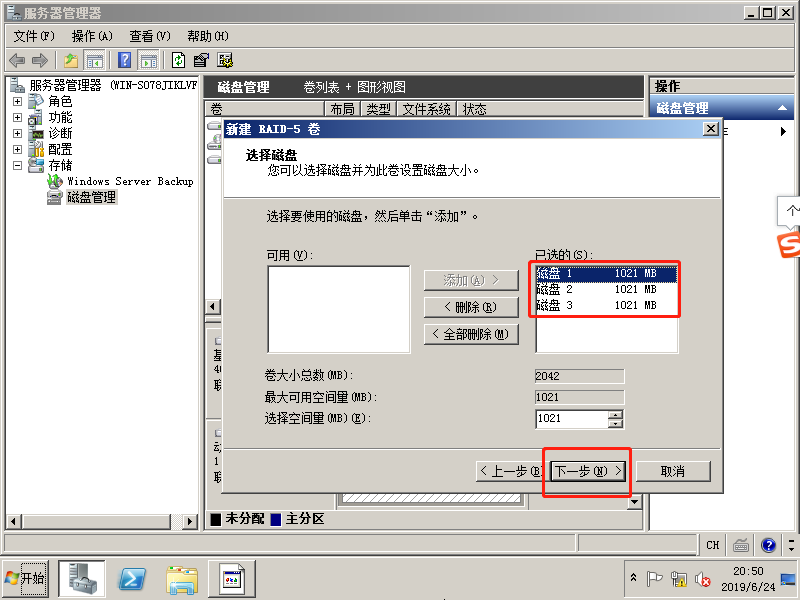 服务器管理器
文件(F) 操作(A) 查看(V) 帮助(H)
服务器管理器 (WIN-SO78JIKLVF
角色
功能
诊断
配置
存储
Windows Server Backup
磁盘管理
磁盘管理 卷列表 + 图形视图
卷 布局 类型 文件系统 状态
操作
磁盘管理
新建 RAID-5 卷
选择磁盘
您可以选择磁盘并为此卷设置磁盘大小。
选择要使用的磁盘，然后单击“添加”。
可用(V):
已选的(S):
磁盘 1 1021 MB
磁盘 2 1021 MB
磁盘 3 1021 MB
添加(A) >
< 删除(R)
< 全部删除(M)
卷大小总数(MB): 2042
最大可用空间量(MB): 1021
选择空间量(MB)(E): 1021
< 上一步(B) 下一步(N) > 取消
基
40
联
动
1
联
未分配 主分区
CH
开始
20:50
2019/6/24